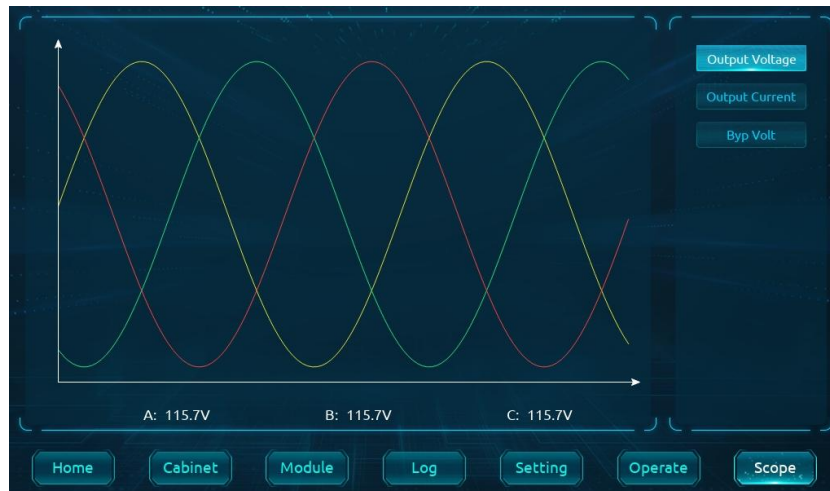 Output Voltage
Output Current
Byp Volt
A: 115.7V B: 115.7V C: 115.7V
Home Cabinet Module Log Setting Operate Scope